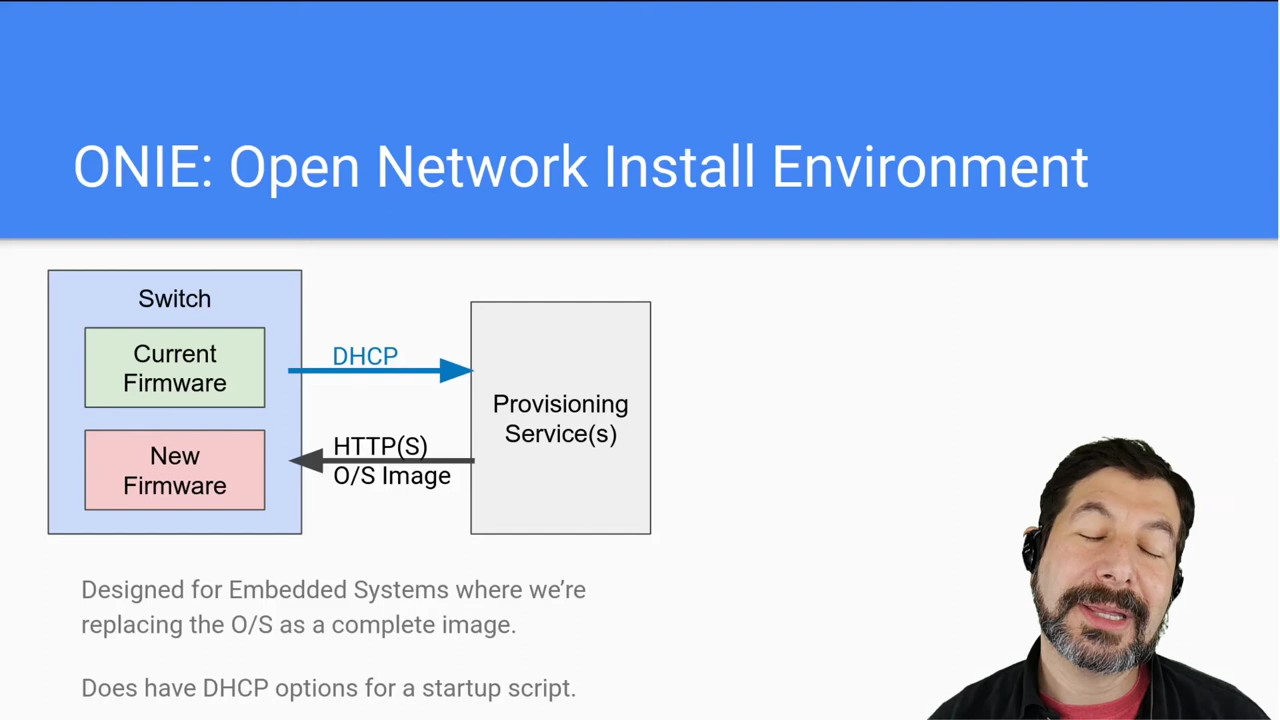 ONIE: Open Network Install Environment
Switch
Current
Firmware
New
Firmware
DHCP
HTTP(S)
O/S Image
Provisioning
Service(s)
Designed for Embedded Systems where we’re
replacing the O/S as a complete image.
Does have DHCP options for a startup script.